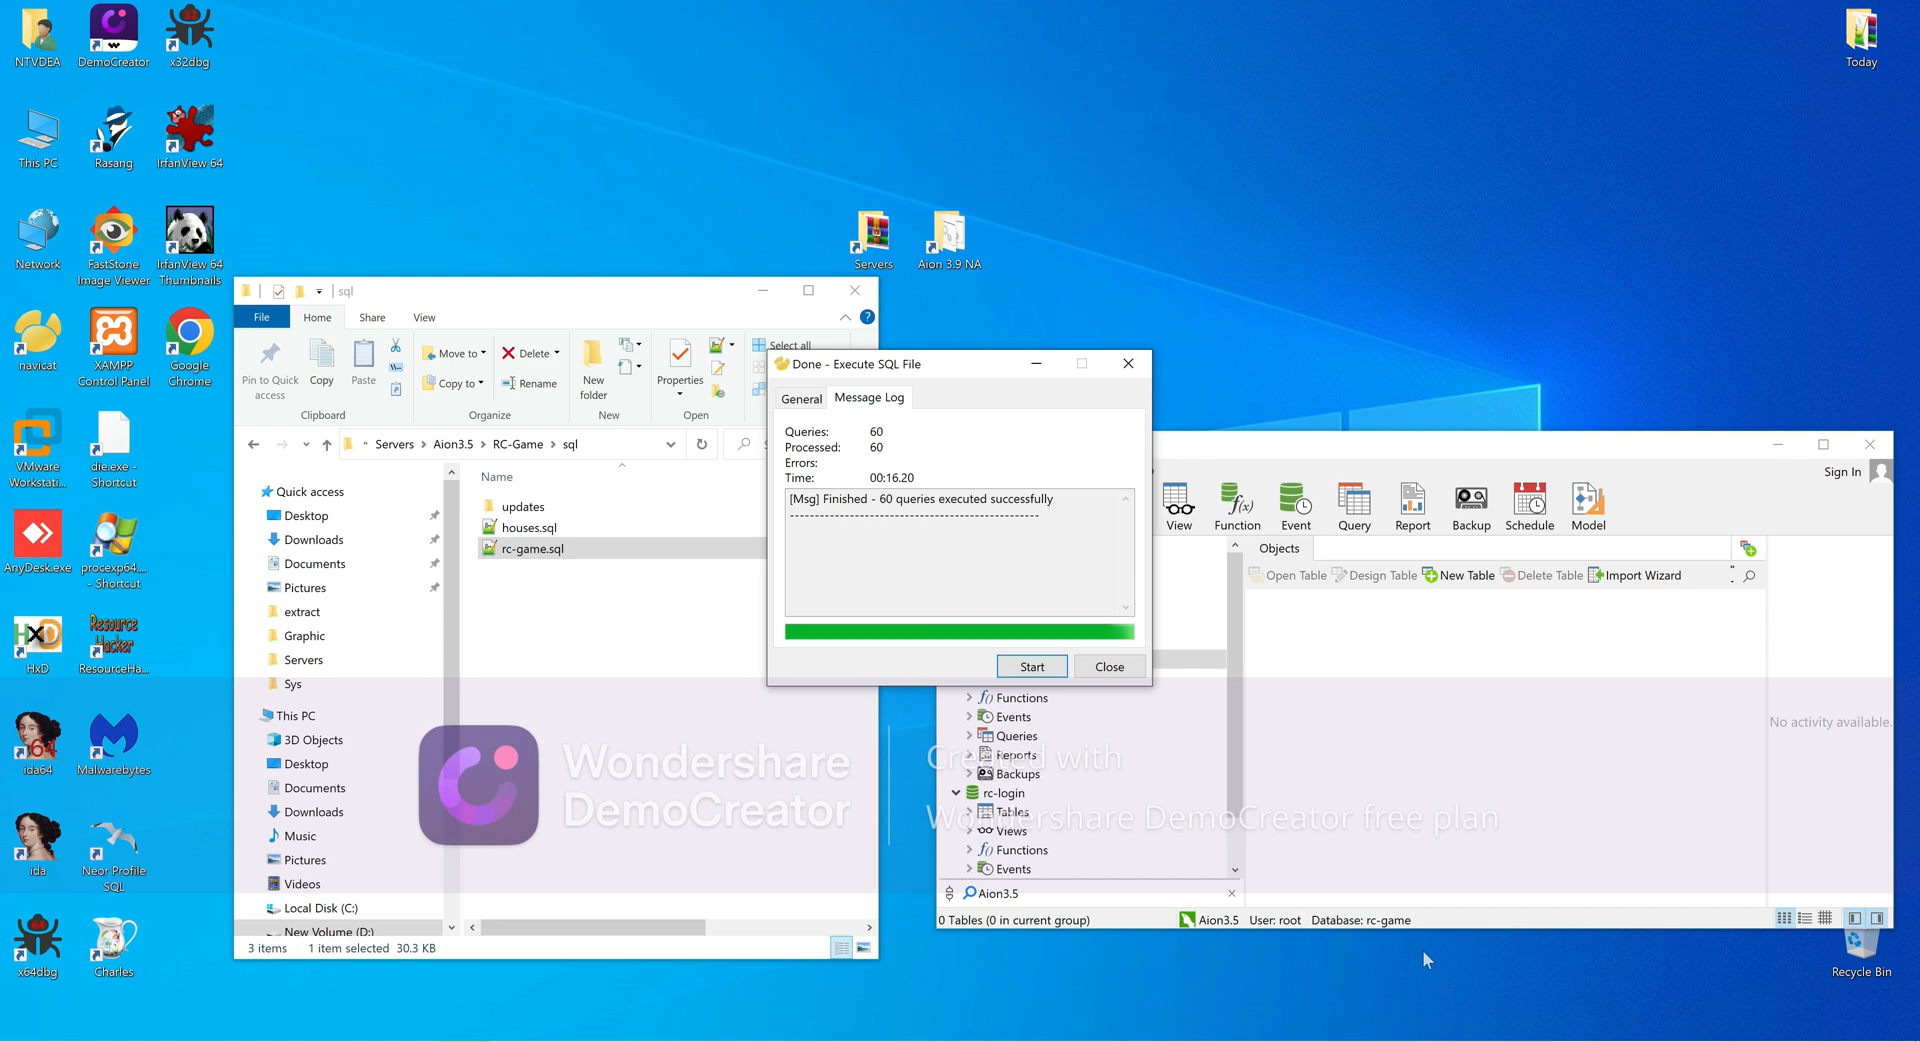 NTVDEA
DemoCreator
x32dbg
Today
This PC
Rasang
IrfanView 64
Network
FastStone
Image Viewer
IrfanView 64
Thumbnails
Servers
Aion 3.9 NA
navicat
XAMPP
Control Panel
Google
Chrome
VMware
Workstati...
die.exe -
Shortcut
AnyDesk.exe
procexp64....
- Shortcut
HxD
ResourceHa...
ida64
Malwarebytes
ida
Neor Profile
SQL
x64dbg
Charles
Recycle Bin
sql
File
Home
Share
View
Pin to Quick
access
Copy
Paste
Clipboard
Move to
Copy to
Delete
Rename
Organize
New
folder
New
Properties
Open
Select all
Servers
Aion3.5
RC-Game
sql
Quick access
Desktop
Downloads
Documents
Pictures
extract
Graphic
Servers
Sys
This PC
3D Objects
Desktop
Documents
Downloads
Music
Pictures
Videos
Local Disk (C:)
New Volume (D:)
Name
updates
houses.sql
rc-game.sql
3 items
1 item selected 30.3 KB
Done - Execute SQL File
General
Message Log
Queries: 60
Processed: 60
Errors:
Time: 00:16.20
[Msg] Finished - 60 queries executed successfully
--------------------------------------------------
Start
Close
Sign In
View
Function
Event
Query
Report
Backup
Schedule
Model
Objects
Open Table
Design Table
New Table
Delete Table
Import Wizard
No activity available.
Functions
Events
Queries
Reports
Backups
rc-login
Tables
Views
Functions
Events
Aion3.5
0 Tables (0 in current group)
Aion3.5 User: root Database: rc-game
Wondershare
DemoCreator
Created with
Wondershare DemoCreator free plan